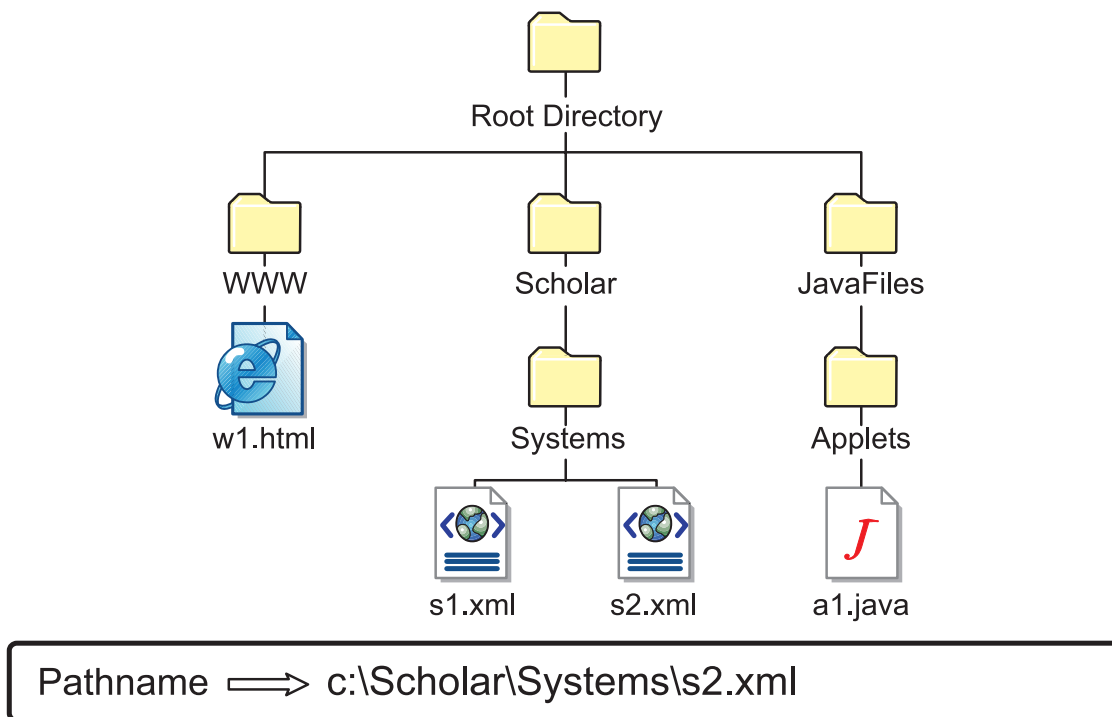 Root Directory
WWW Scholar JavaFiles
w1.html Systems Applets
s1.xml s2.xml a1.java
Pathname ⇒ c:\Scholar\Systems\s2.xml